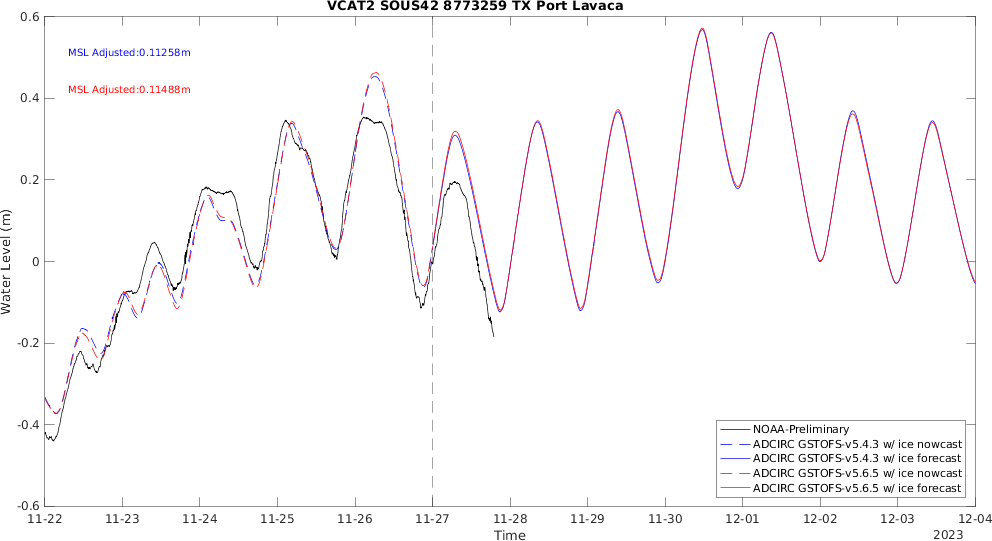 VCAT2 SOUS42 8773259 TX Port Lavaca
MSL Adjusted:0.11258m
MSL Adjusted:0.11488m
Water Level (m)
0.6
0.4
0.2
0
-0.2
-0.4
-0.6
NOAA-Preliminary
ADCIRC GSTOFS-v5.4.3 w/ ice nowcast
ADCIRC GSTOFS-v5.4.3 w/ ice forecast
ADCIRC GSTOFS-v5.6.5 w/ ice nowcast
ADCIRC GSTOFS-v5.6.5 w/ ice forecast
11-22 11-23 11-24 11-25 11-26 11-27 11-28 11-29 11-30 12-01 12-02 12-03 12-04
Time
2023